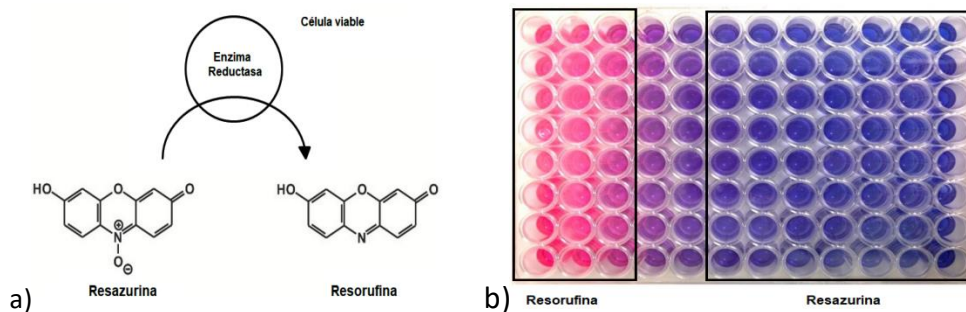 Célula viable
Enzima
Reductasa
HO
O
O
N
⊕
O
⊖
Resazurina
HO
O
O
N
Resorufina
a)
b)
Resorufina
Resazurina